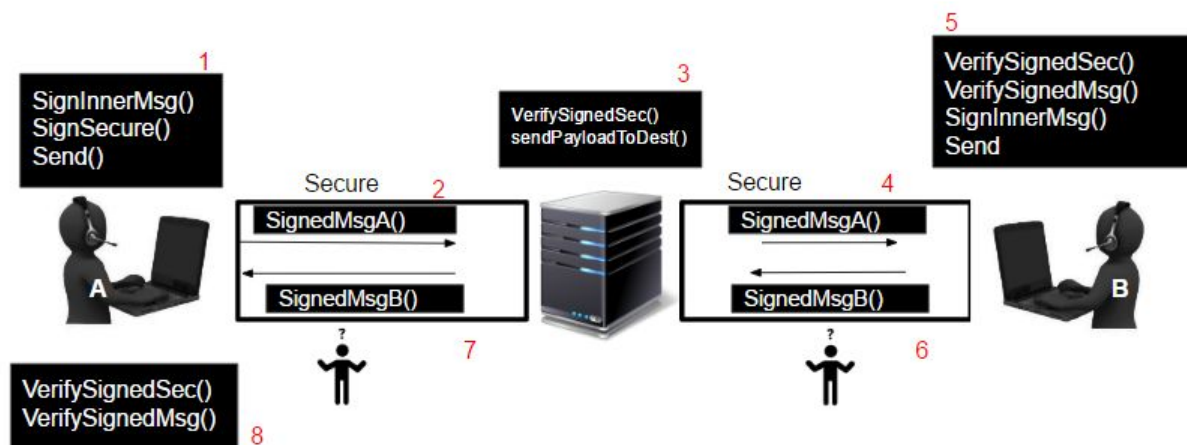 1
SignInnerMsg()
SignSecure()
Send()
Secure
2
SignedMsgA()
SignedMsgB()
?
7
A
VerifySignedSec()
VerifySignedMsg()
8
3
VerifySignedSec()
sendPayloadToDest()
Secure
4
SignedMsgA()
SignedMsgB()
?
6
5
VerifySignedSec()
VerifySignedMsg()
SignInnerMsg()
Send
B